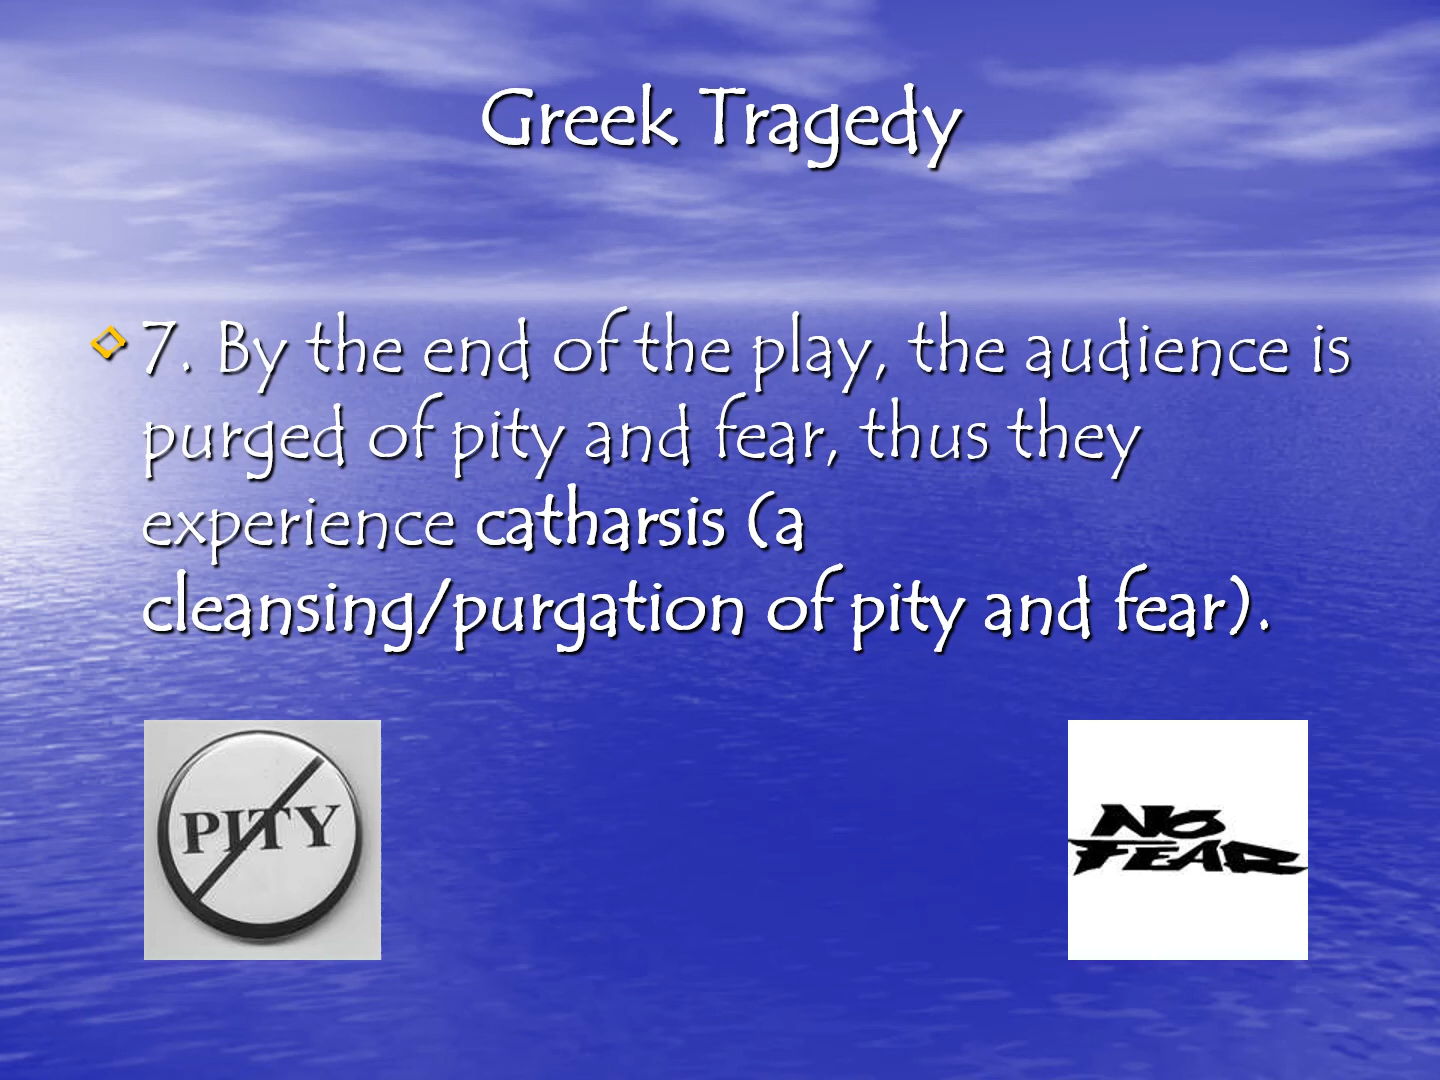 Greek Tragedy
7. By the end of the play, the audience is
purged of pity and fear, thus they
experience catharsis (a
cleansing/purgation of pity and fear).
PITY
NO
FEAR